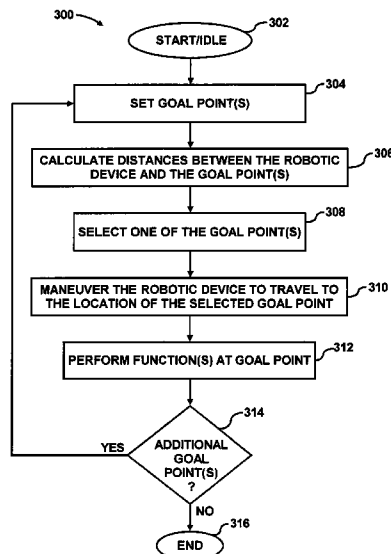 300
302
START/IDLE
304
SET GOAL POINT(S)
306
CALCULATE DISTANCES BETWEEN THE ROBOTIC
DEVICE AND THE GOAL POINT(S)
308
SELECT ONE OF THE GOAL POINT(S)
MANEUVER THE ROBOTIC DEVICE TO TRAVEL TO
THE LOCATION OF THE SELECTED GOAL POINT
310
PERFORM FUNCTION(S) AT GOAL POINT
312
314
YES
ADDITIONAL
GOAL
POINT(S)
?
NO
316
END